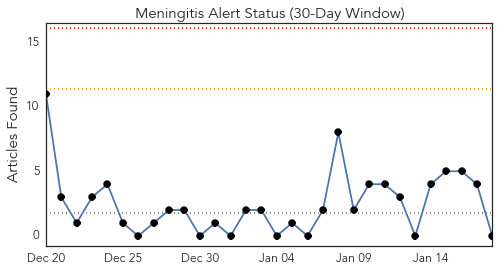 Meningitis Alert Status (30-Day Window)
Articles Found
15
10
5
0
Dec 20 Dec 25 Dec 30 Jan 04 Jan 09 Jan 14